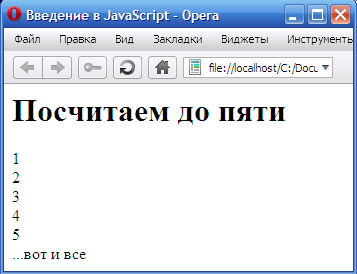 Введение в JavaScript - Opera
Файл Правка Вид Закладки Виджеты Инструменты
file://localhost/C:/Docu
Посчитаем до пяти
1
2
3
4
5
...вот и все